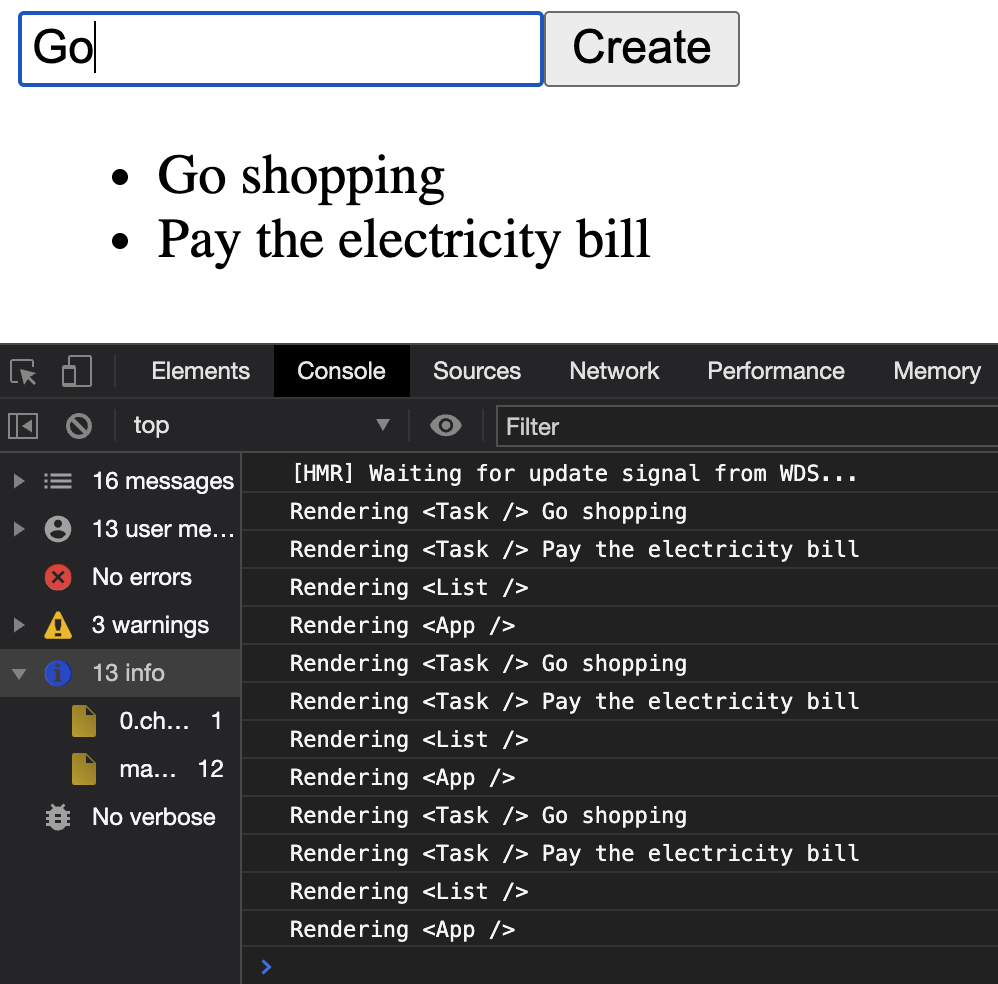 Go Create
• Go shopping
• Pay the electricity bill
Elements Console Sources Network Performance Memory
top Filter
16 messages
13 user me...
No errors
3 warnings
13 info
0.ch... 1
ma... 12
No verbose
[HMR] Waiting for update signal from WDS...
Rendering <Task /> Go shopping
Rendering <Task /> Pay the electricity bill
Rendering <List />
Rendering <App />
Rendering <Task /> Go shopping
Rendering <Task /> Pay the electricity bill
Rendering <List />
Rendering <App />
Rendering <Task /> Go shopping
Rendering <Task /> Pay the electricity bill
Rendering <List />
Rendering <App />